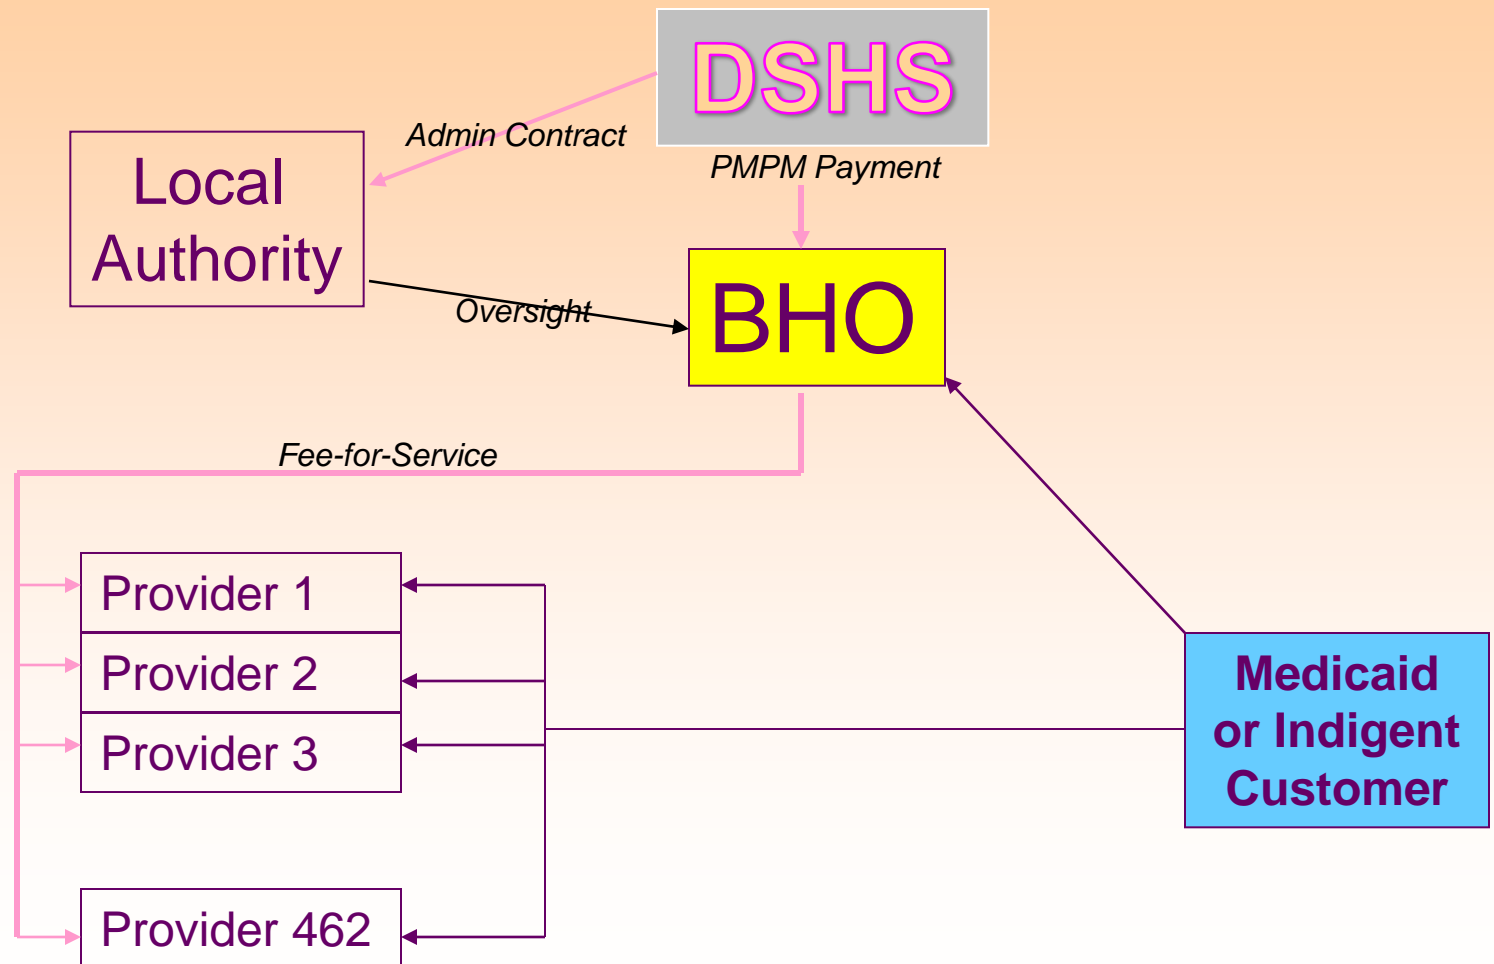 DSHS
Admin Contract
PMPM Payment
Local
Authority
Oversight
BHO
Fee-for-Service
Provider 1
Provider 2
Provider 3
Provider 462
Medicaid
or Indigent
Customer